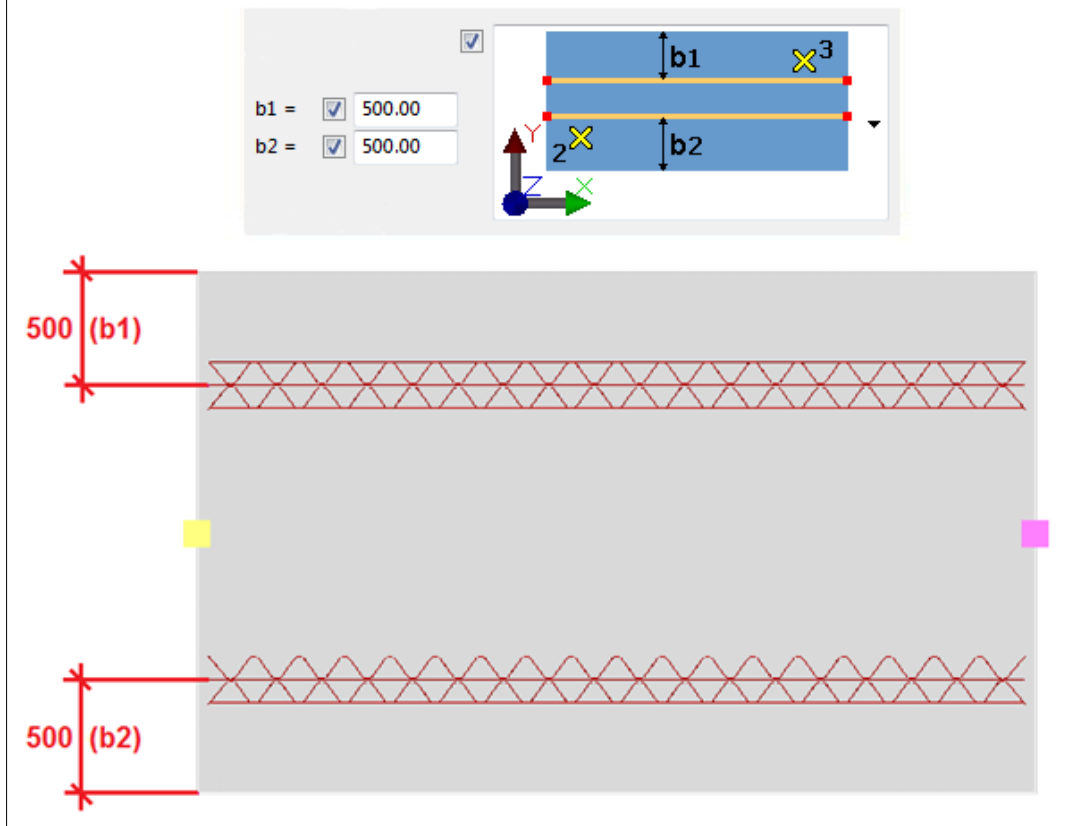 b1
3
b1 = 500.00
Y
b2 = 500.00
2
b2
Z X
500 (b1)
500 (b2)